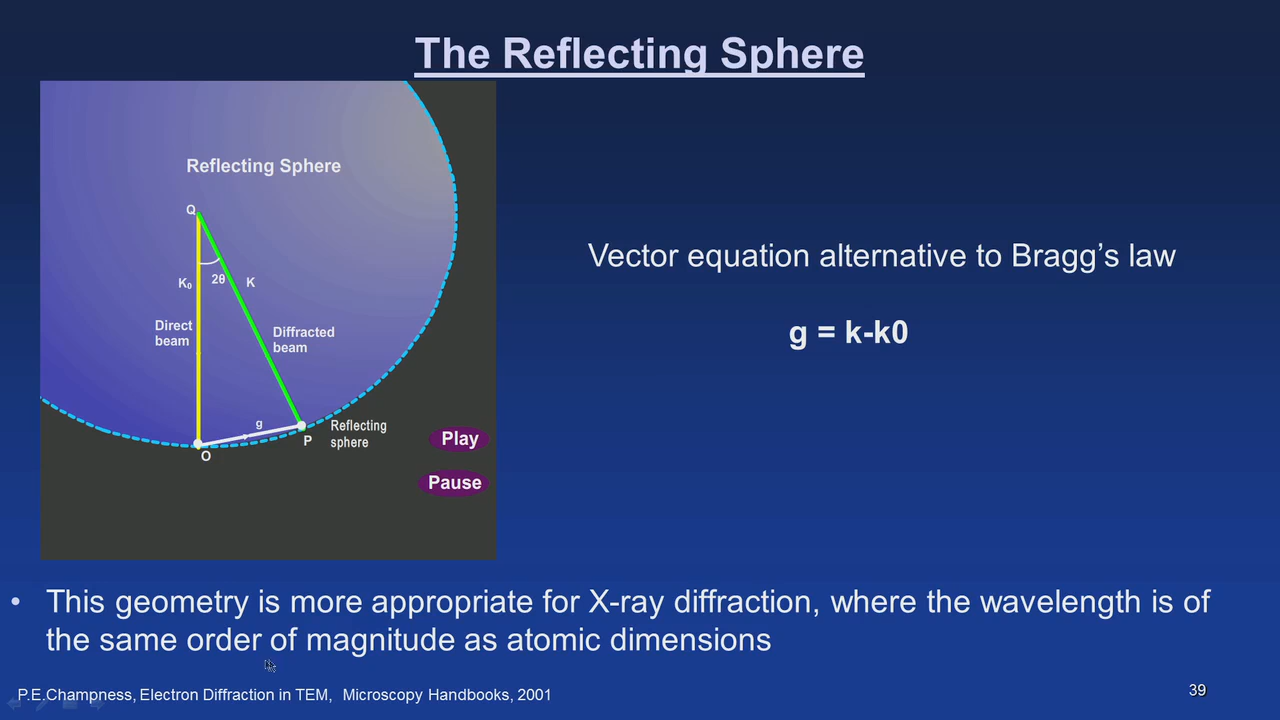 The Reflecting Sphere
Reflecting Sphere
Q
K₀
2θ
K
Direct
beam
Diffracted
beam
g
O
P
Reflecting
sphere
Play
Pause
Vector equation alternative to Bragg’s law
g = k-k0
• This geometry is more appropriate for X-ray diffraction, where the wavelength is of
the same order of magnitude as atomic dimensions
P.E.Champness, Electron Diffraction in TEM, Microscopy Handbooks, 2001
39